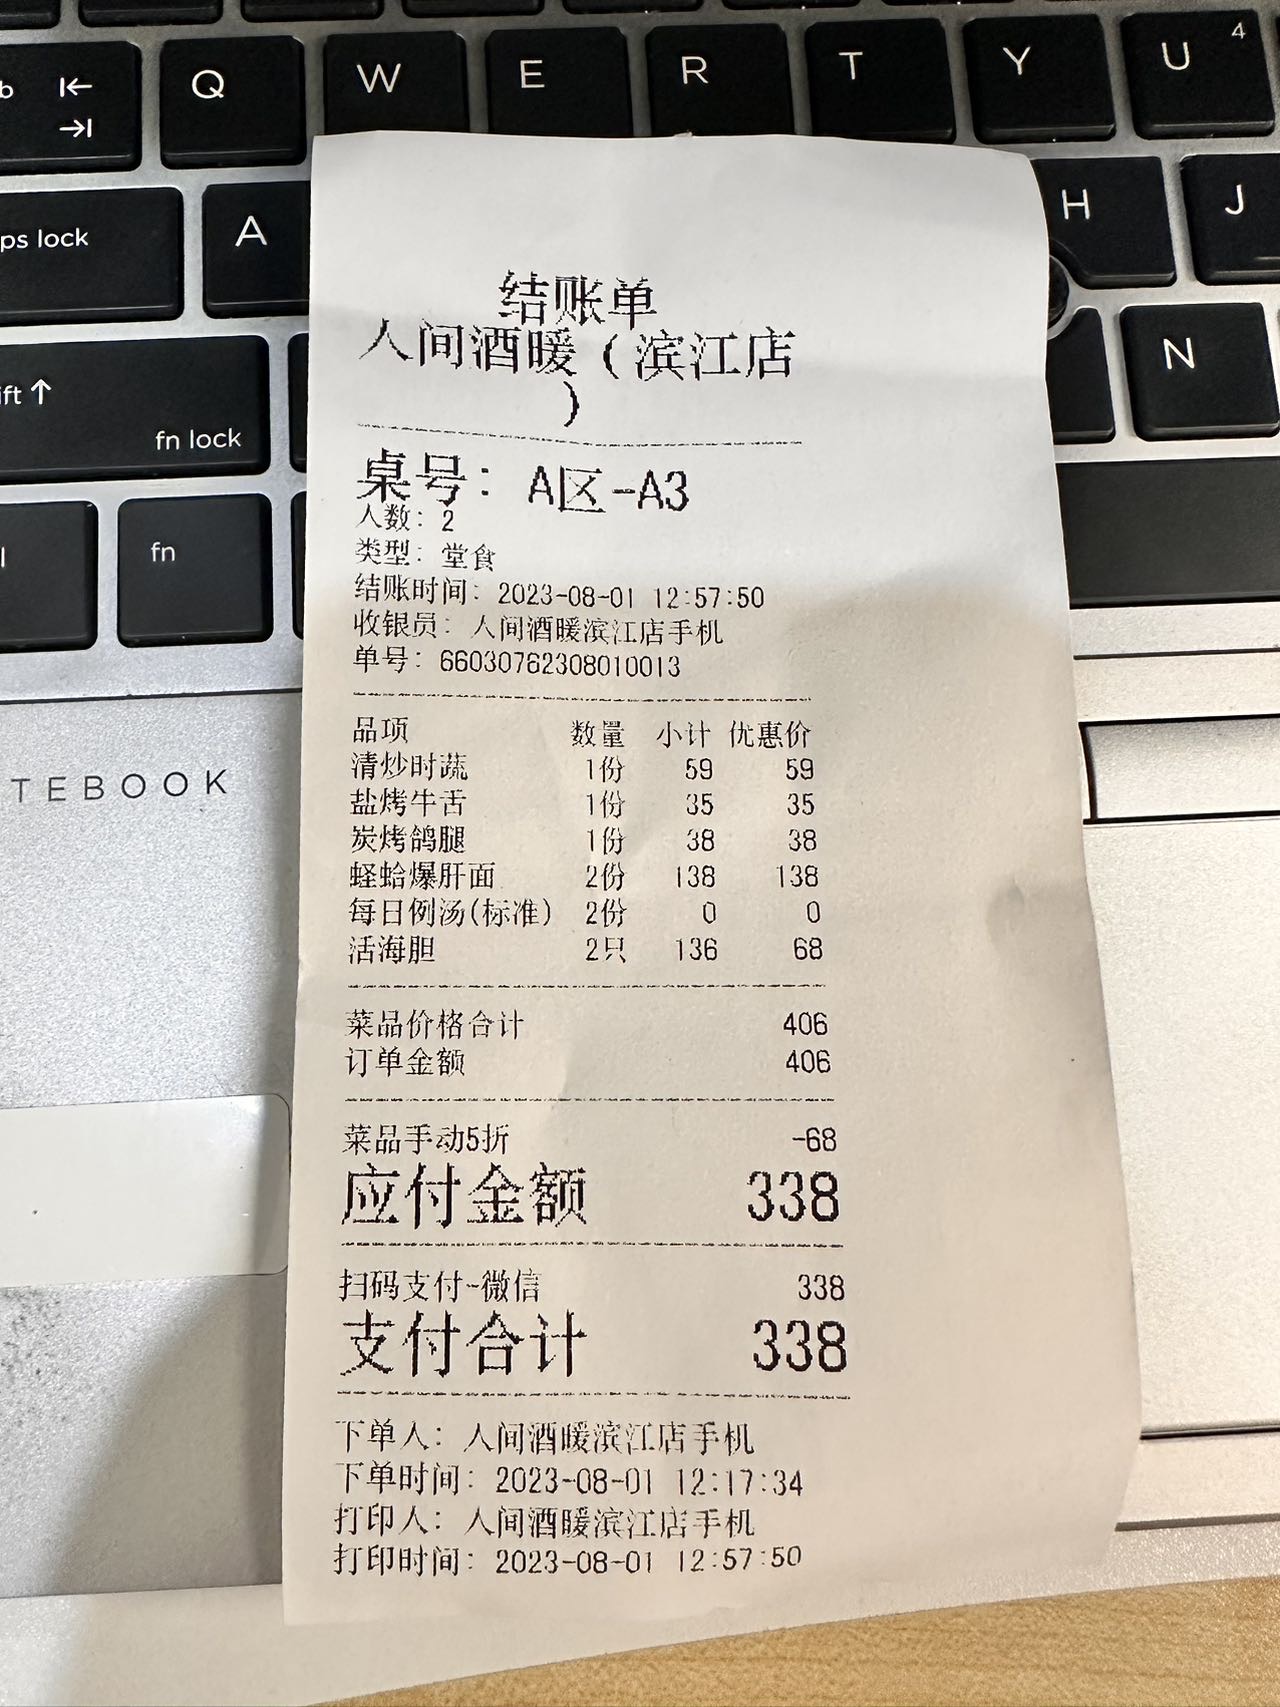 b
Q
W
E
R
T
Y
U
4
ps lock
A
H
J
ift
fn lock
N
fn
TEBOOK
结账单
人间酒暖(滨江店
)
桌号: A区-A3
人数: 2
类型: 堂食
结账时间: 2023-08-01 12:57:50
收银员: 人间酒暖滨江店手机
单号: 66030762308010013
品项 数量 小计 优惠价
清炒时蔬 1份 59 59
盐烤牛舌 1份 35 35
炭烤鸽腿 1份 38 38
蛏蛤爆肝面 2份 138 138
每日例汤(标准) 2份 0 0
活海胆 2只 136 68
菜品价格合计 406
订单金额 406
菜品手动5折 -68
应付金额 338
扫码支付-微信 338
支付合计 338
下单人: 人间酒暖滨江店手机
下单时间: 2023-08-01 12:17:34
打印人: 人间酒暖滨江店手机
打印时间: 2023-08-01 12:57:50